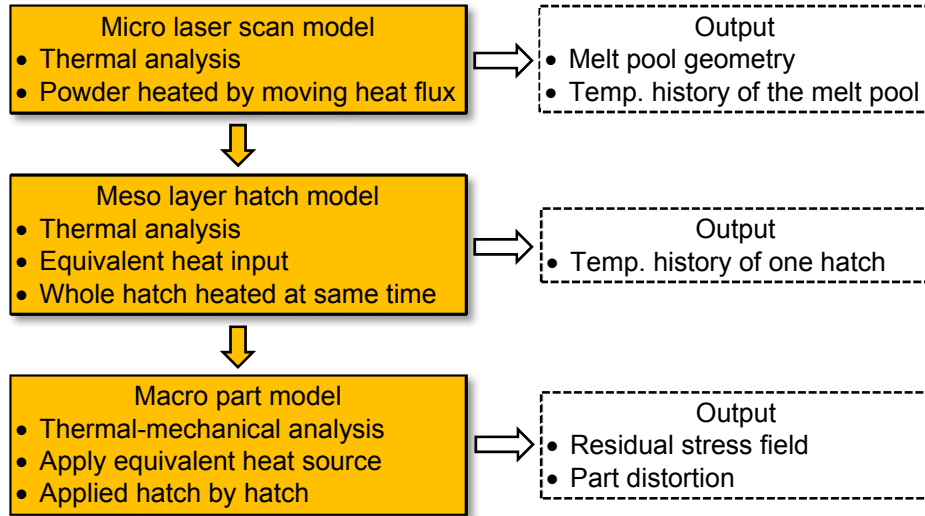 Micro laser scan model
• Thermal analysis
• Powder heated by moving heat flux
Output
• Melt pool geometry
• Temp. history of the melt pool
Meso layer hatch model
• Thermal analysis
• Equivalent heat input
• Whole hatch heated at same time
Output
• Temp. history of one hatch
Macro part model
• Thermal-mechanical analysis
• Apply equivalent heat source
• Applied hatch by hatch
Output
• Residual stress field
• Part distortion